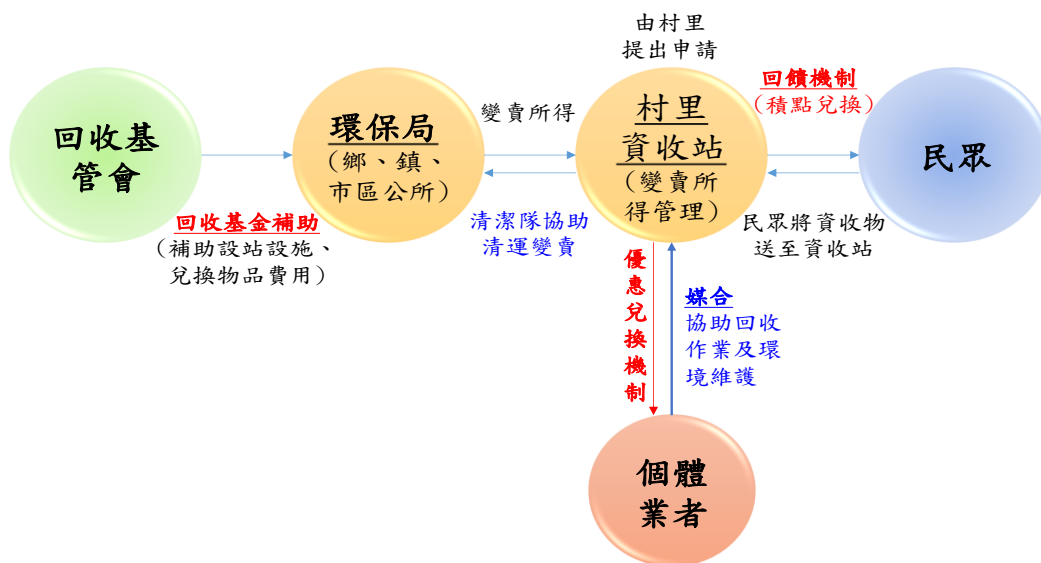 由村里
提出申請
回收基
管會
環保局
(鄉、鎮、
市區公所)
變賣所得
村里
資收站
(變賣所
得管理)
回饋機制
(積點兌換)
民眾
回收基金補助
(補助設站設施、
兌換物品費用)
清潔隊協助
清運變賣
民眾將資收物
送至資收站
優惠兌換機制
媒合
協助回收
作業及環
境維護
個體
業者